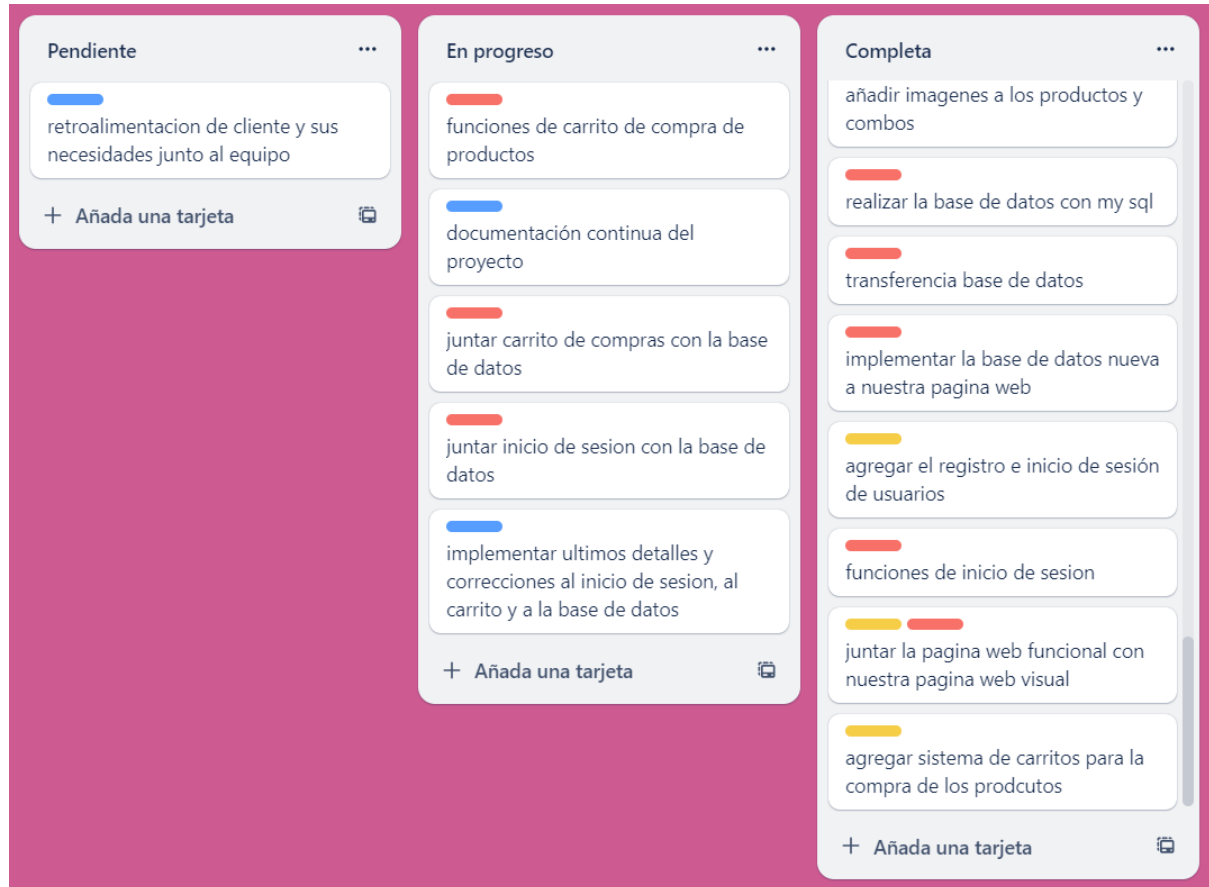 Pendiente
retroalimentacion de cliente y sus
necesidades junto al equipo
Añada una tarjeta
En progreso
funciones de carrito de compra de
productos
documentación continua del
proyecto
juntar carrito de compras con la base
de datos
juntar inicio de sesion con la base de
datos
implementar ultimos detalles y
correcciones al inicio de sesion, al
carrito y a la base de datos
Añada una tarjeta
Completa
añadir imagenes a los productos y
combos
realizar la base de datos con my sql
transferencia base de datos
implementar la base de datos nueva
a nuestra pagina web
agregar el registro e inicio de sesión
de usuarios
funciones de inicio de sesion
juntar la pagina web funcional con
nuestra pagina web visual
agregar sistema de carritos para la
compra de los prodcutos
Añada una tarjeta